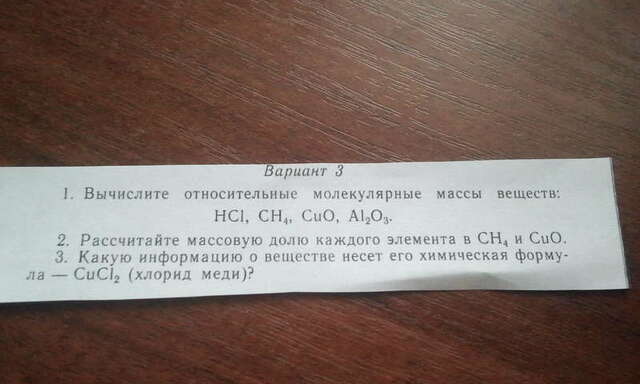 Вариант 3
1. Вычислите относительные молекулярные массы веществ:
HCl, CH₄, CuO, Al₂O₃.
2. Рассчитайте массовую долю каждого элемента в CH₄ и CuO.
3. Какую информацию о веществе несет его химическая форму-
ла — CuCl₂ (хлорид меди)?